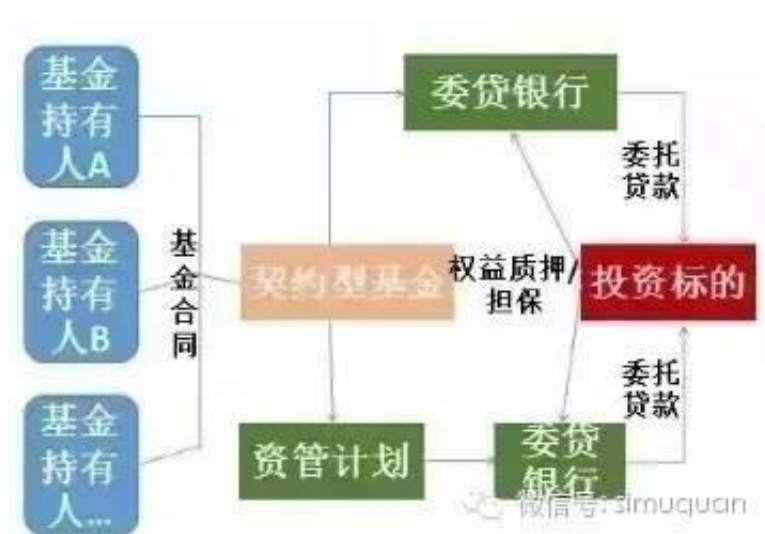 基金
持有
人A
委贷银行
委托
贷款
基金
持有
人B
基
金
合
同
契约型基金
权益质押/
担保
投资标的
委托
贷款
基金
持有
人...
资管计划
委贷
银行
微信号: simuquan